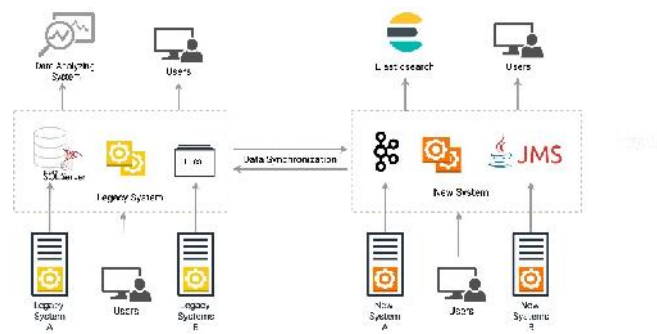 Data Analyzing
System
Users
Elasticsearch
Users
SQL Server
Legacy System
Data Synchronization
JMS
New System
Legacy
System
A
Users
Legacy
Systems
B
New
System
A
Users
New
Systems
B